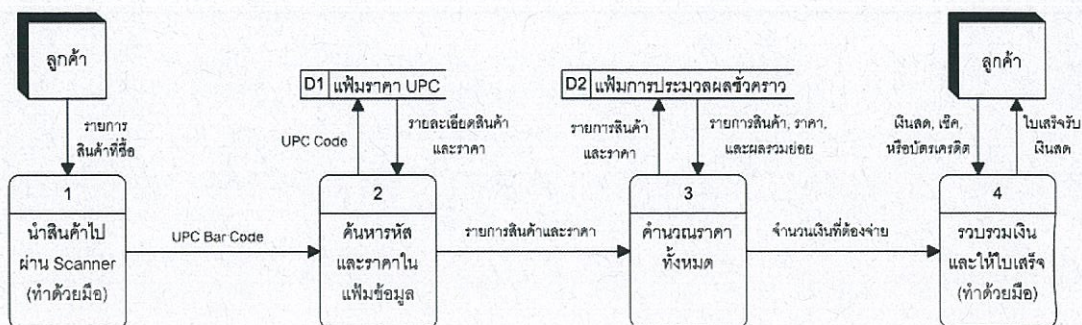 ลูกค้า
ลูกค้า
D1 แฟ้มราคา UPC
D2 แฟ้มการประมวลผลชั่วคราว
รายการ
สินค้าที่ซื้อ
UPC Code
รายละเอียดสินค้า
และราคา
รายการสินค้า
และราคา
รายการสินค้า, ราคา,
และผลรวมย่อย
เงินสด, เช็ค,
หรือบัตรเครดิต
ใบเสร็จรับ
เงินสด
1
นำสินค้าไป
ผ่าน Scanner
(ทำด้วยมือ)
UPC Bar Code
2
ค้นหารหัส
และราคาใน
แฟ้มข้อมูล
รายการสินค้าและราคา
3
คำนวณราคา
ทั้งหมด
จำนวนเงินที่ต้องจ่าย
4
รวบรวมเงิน
และให้ใบเสร็จ
(ทำด้วยมือ)